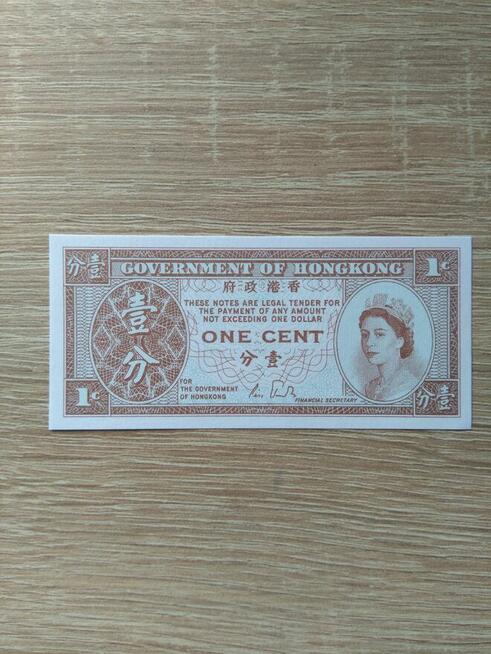 分壹
GOVERNMENT OF HONGKONG
1¢
府政港香
THESE NOTES ARE LEGAL TENDER FOR
THE PAYMENT OF ANY AMOUNT
NOT EXCEEDING ONE DOLLAR
壹分
ONE CENT
分壹
FOR
THE GOVERNMENT
OF HONGKONG
FINANCIAL SECRETARY
1¢
分壹